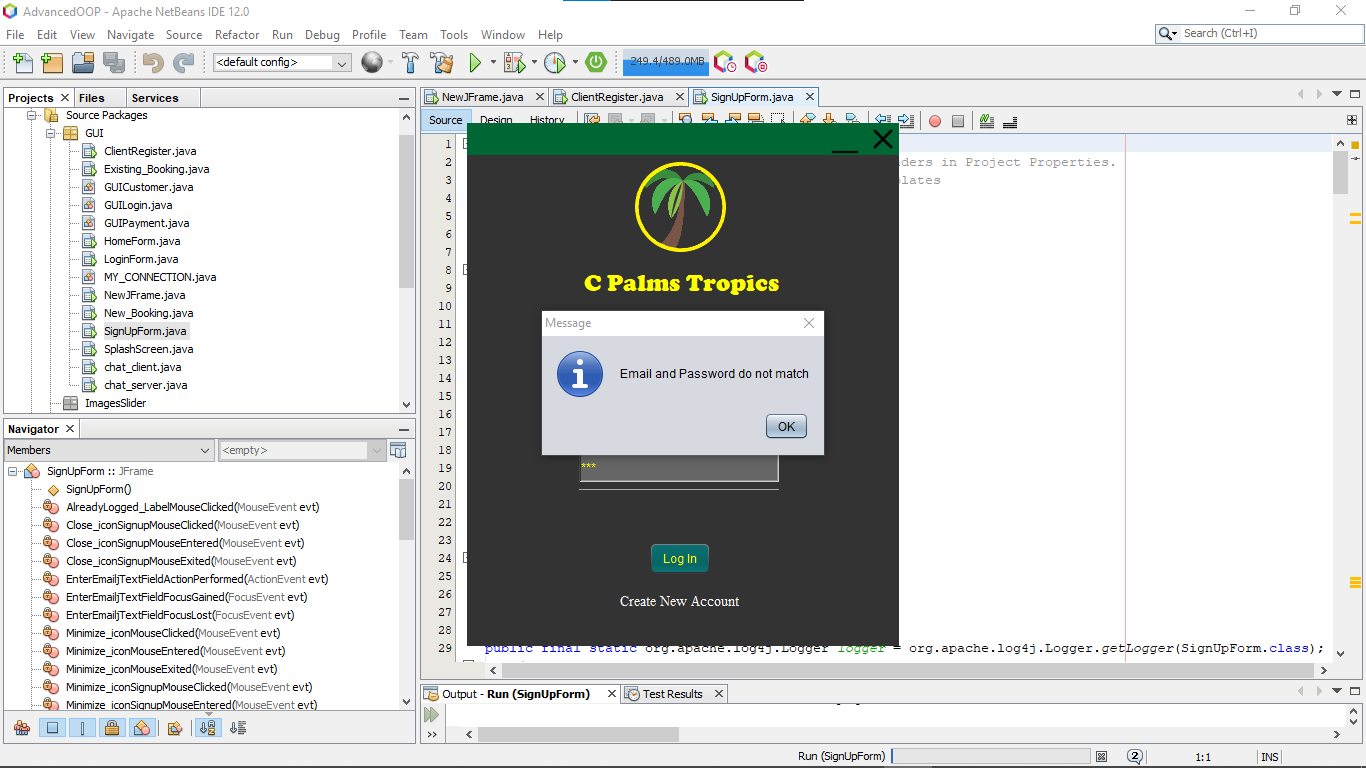 AdvancedOOP - Apache NetBeans IDE 12.0
File Edit View Navigate Source Refactor Run Debug Profile Team Tools Window Help
Search (Ctrl+I)
<default config>
249.4/489.0MB
Projects Files Services
Source Packages
GUI
ClientRegister.java
Existing_Booking.java
GUICustomer.java
GUILogin.java
GUIPayment.java
HomeForm.java
LoginForm.java
MY_CONNECTION.java
NewJFrame.java
New_Booking.java
SignUpForm.java
SplashScreen.java
chat_client.java
chat_server.java
ImagesSlider
Navigator
Members
<empty>
SignUpForm :: JFrame
SignUpForm()
AlreadyLogged_LabelMouseClicked(MouseEvent evt)
Close_iconSignupMouseClicked(MouseEvent evt)
Close_iconSignupMouseEntered(MouseEvent evt)
Close_iconSignupMouseExited(MouseEvent evt)
EnterEmailjTextFieldActionPerformed(ActionEvent evt)
EnterEmailjTextFieldFocusGained(FocusEvent evt)
EnterEmailjTextFieldFocusLost(FocusEvent evt)
Minimize_iconMouseClicked(MouseEvent evt)
Minimize_iconMouseEntered(MouseEvent evt)
Minimize_iconMouseExited(MouseEvent evt)
Minimize_iconSignupMouseClicked(MouseEvent evt)
Minimize_iconSignupMouseEntered(MouseEvent evt)
NewJFrame.java ClientRegister.java SignUpForm.java
Source Design History
1
2 in Project Properties.
3
4
5
6
7
8
9
10
11
12
13
14
15
16
17
18
19
20
21
22
23
24
25
26
27
28
29 public final static org.apache.log4j.Logger logger = org.apache.log4j.Logger.getLogger(SignUpForm.class);
C Palms Tropics
Message
Email and Password do not match
OK
***
Log In
Create New Account
Output - Run (SignUpForm) Test Results
Run (SignUpForm)
2
1:1
INS